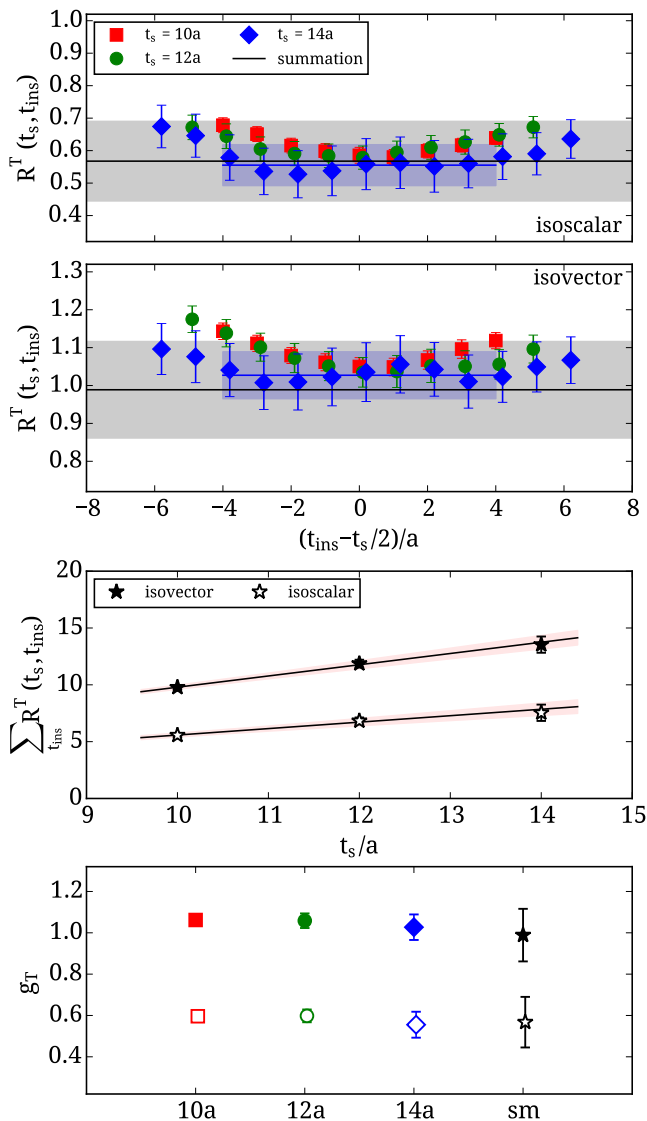 1.0
0.9
0.8
0.7
0.6
0.5
0.4
R^T (t_s, t_ins)
t_s = 10a
t_s = 12a
t_s = 14a
summation
isoscalar
1.3
1.2
1.1
1.0
0.9
0.8
R^T (t_s, t_ins)
isovector
−8 −6 −4 −2 0 2 4 6 8
(t_ins−t_s/2)/a
20
15
10
5
0
∑_{t_ins} R^T (t_s, t_ins)
isovector isoscalar
9 10 11 12 13 14 15
t_s/a
1.2
1.0
0.8
0.6
0.4
g_T
10a 12a 14a sm